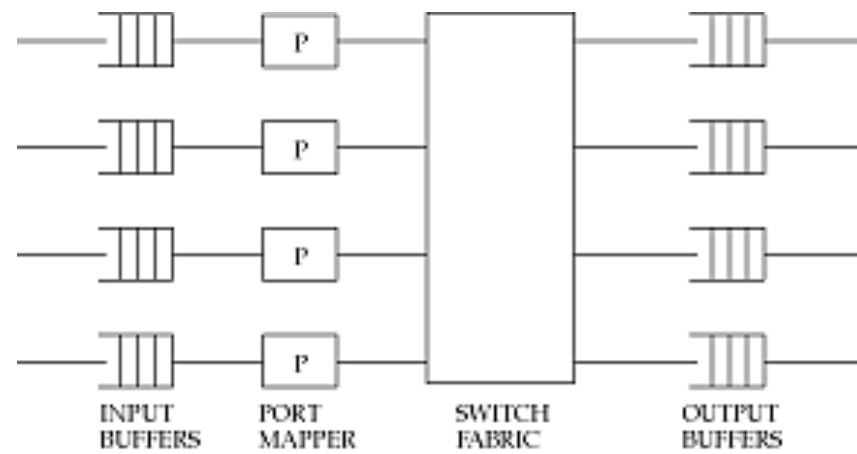 P
P
P
P
INPUT BUFFERS
PORT MAPPER
SWITCH FABRIC
OUTPUT BUFFERS